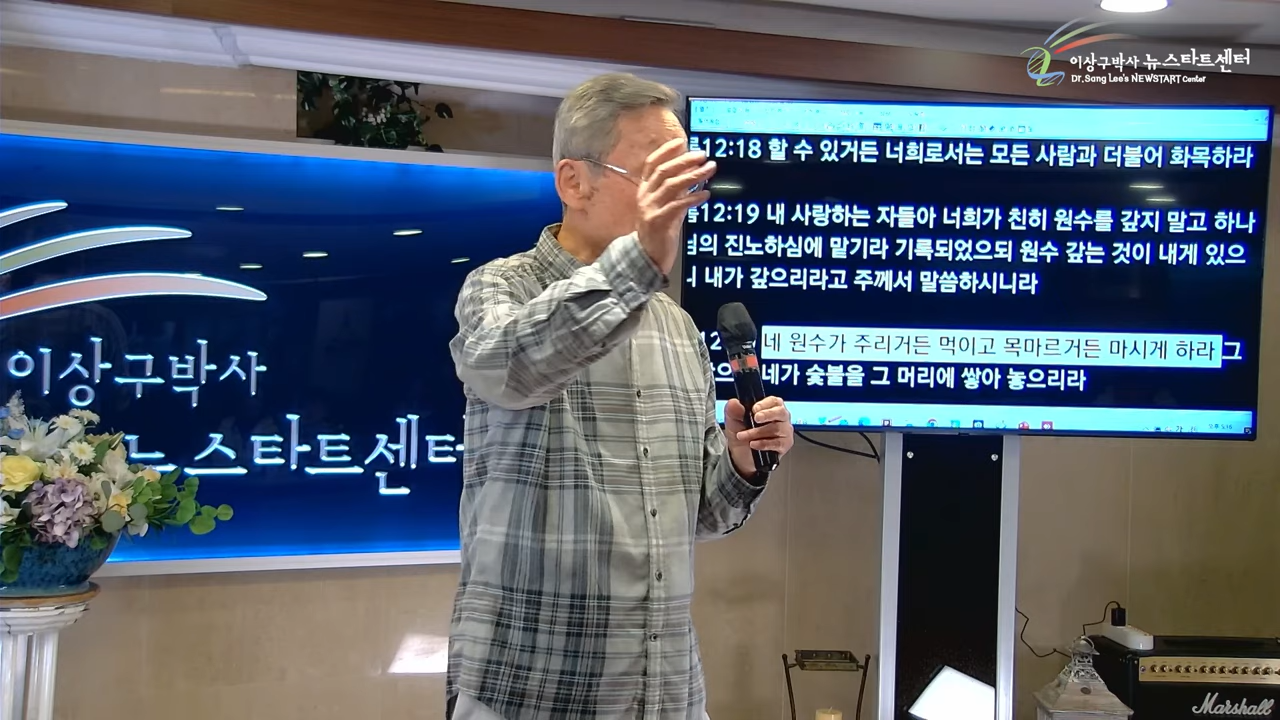 이상구박사 뉴스타트센터
Dr. Sang Lee's NEWSTART Center
12:18 할 수 있거든 너희로서는 모든 사람과 더불어 화목하라
12:19 내 사랑하는 자들아 너희가 친히 원수를 갚지 말고 하나
님의 진노하심에 맡기라 기록되었으되 원수 갚는 것이 내게 있으
니 내가 갚으리라고 주께서 말씀하시니라
12: 네 원수가 주리거든 먹이고 목마르거든 마시게 하라 그
네가 숯불을 그 머리에 쌓아 놓으리라
이상구박사
뉴스타트센터
Marshall